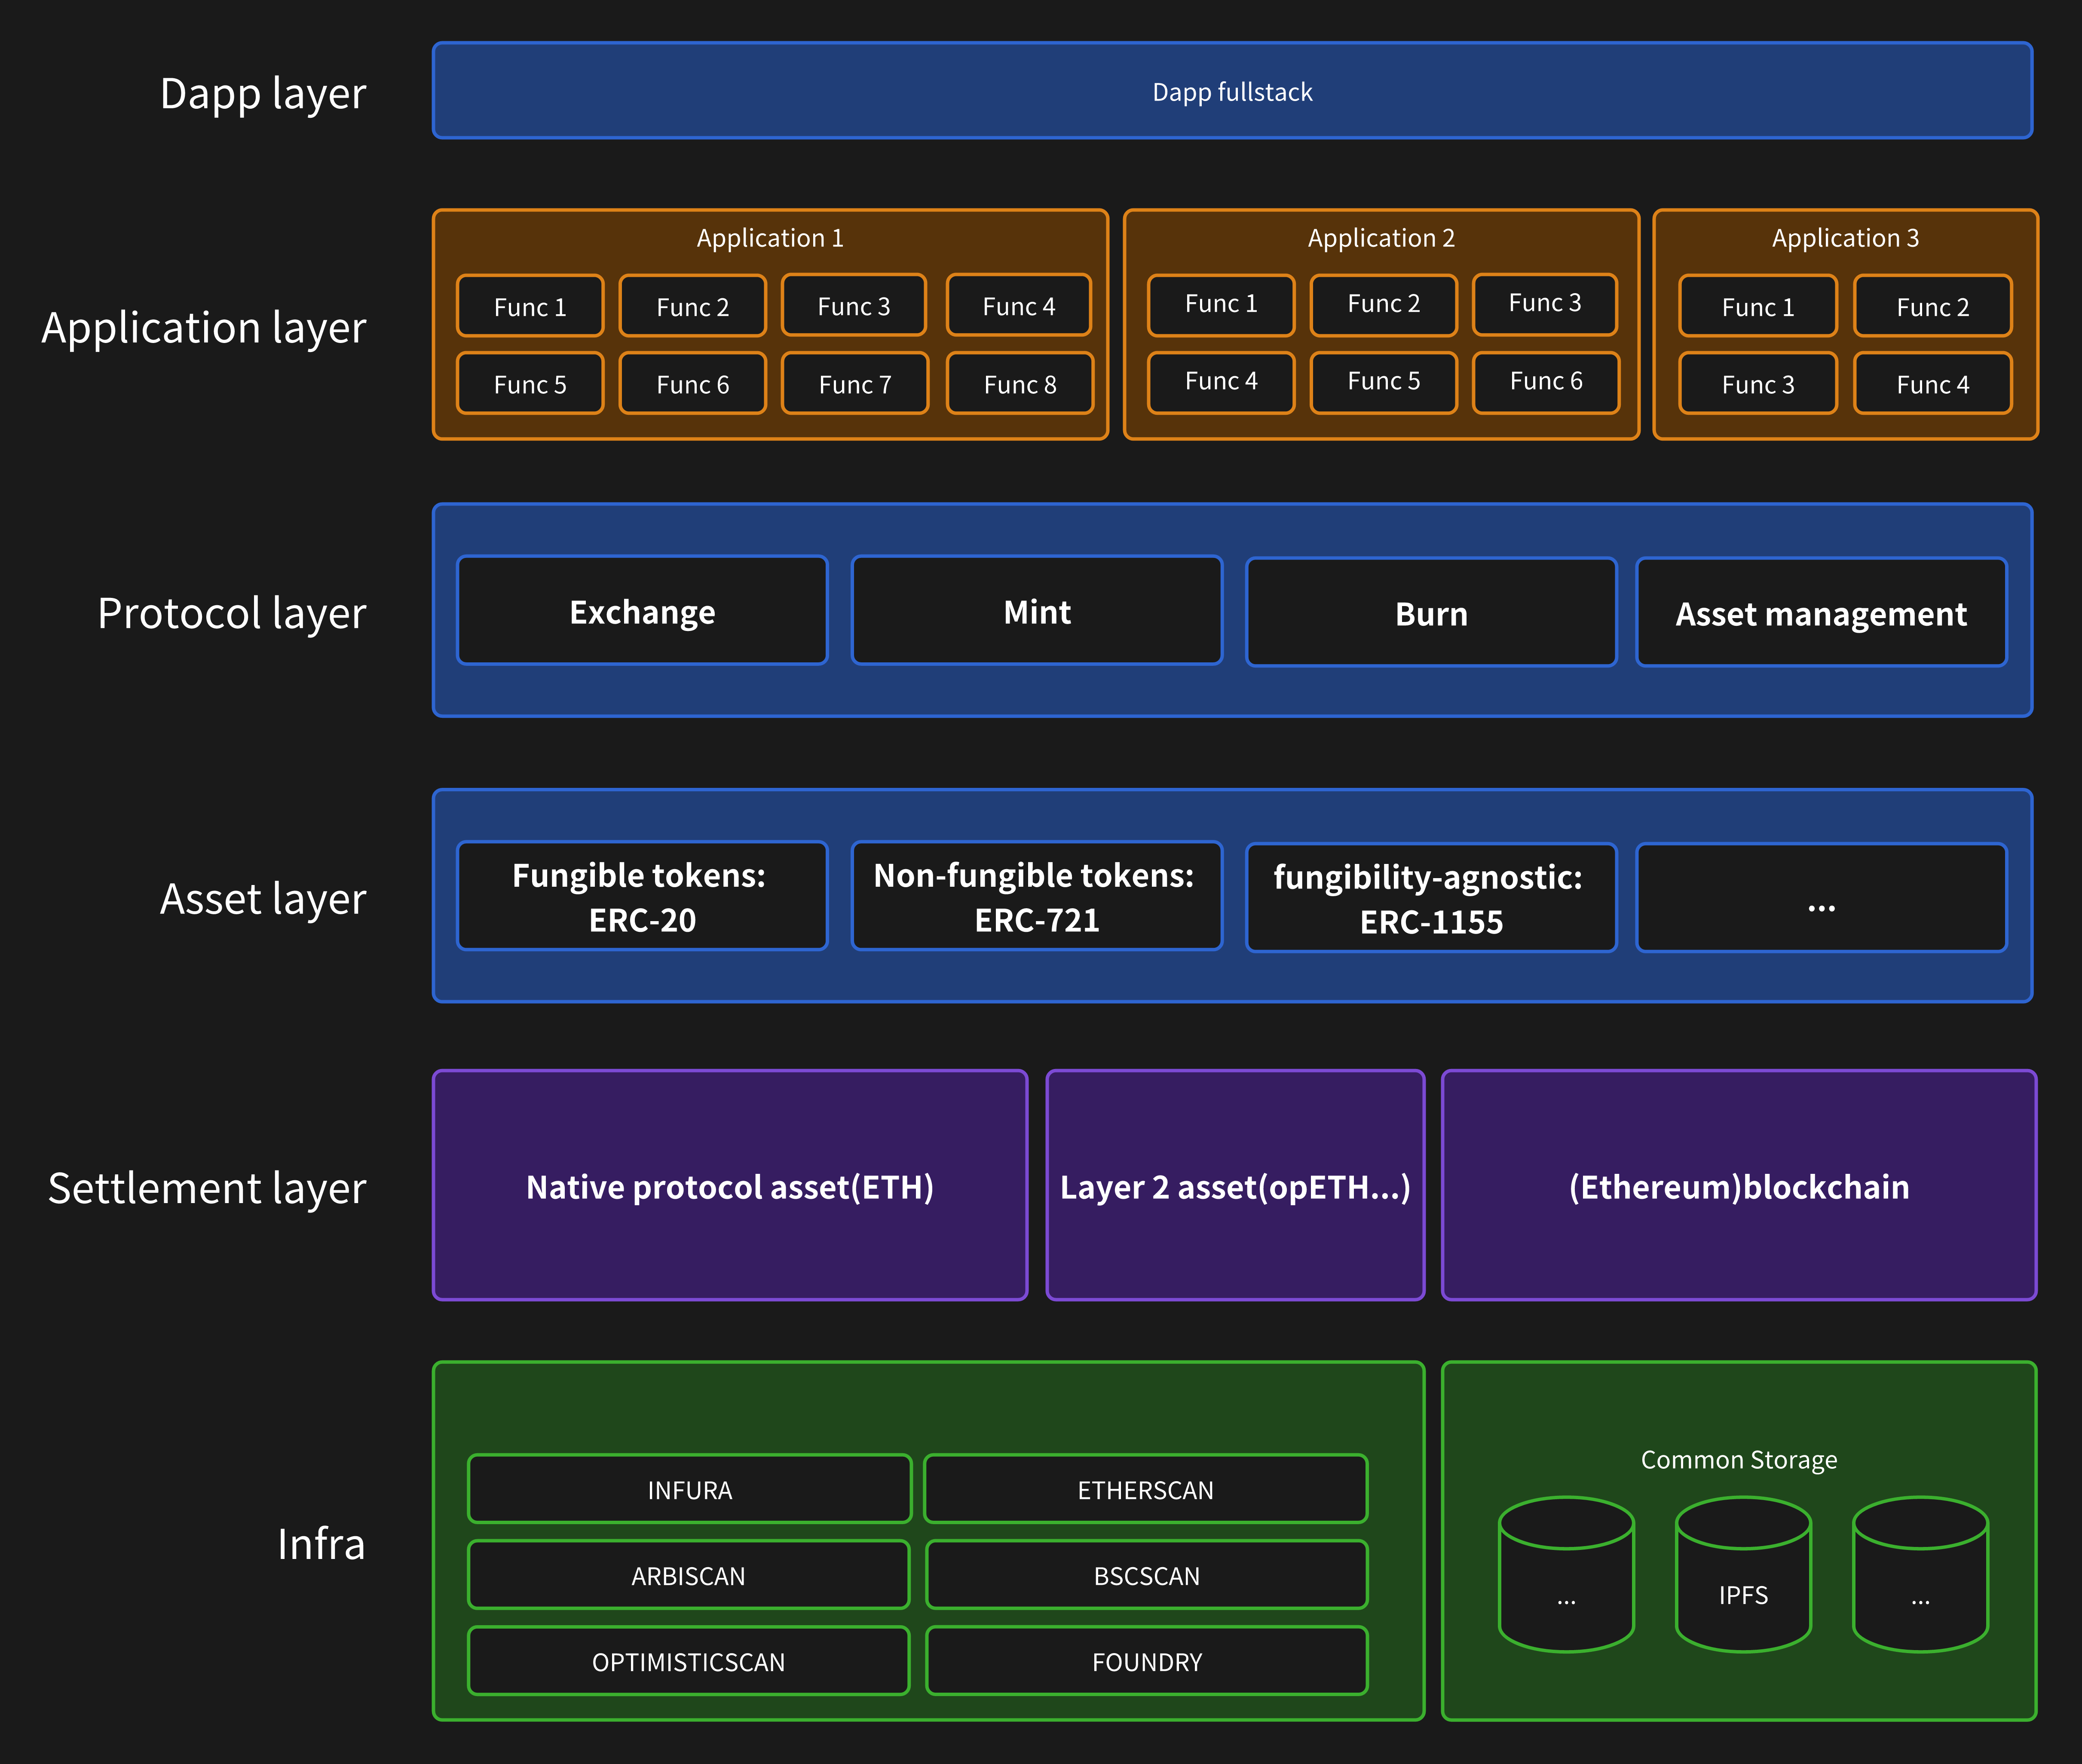 Dapp layer
Dapp fullstack
Application layer
Application 1
Func 1
Func 2
Func 3
Func 4
Func 5
Func 6
Func 7
Func 8
Application 2
Func 1
Func 2
Func 3
Func 4
Func 5
Func 6
Application 3
Func 1
Func 2
Func 3
Func 4
Protocol layer
Exchange
Mint
Burn
Asset management
Asset layer
Fungible tokens:
ERC-20
Non-fungible tokens:
ERC-721
fungibility-agnostic:
ERC-1155
...
Settlement layer
Native protocol asset(ETH)
Layer 2 asset(opETH...)
(Ethereum)blockchain
Infra
INFURA
ETHERSCAN
ARBISCAN
BSCSCAN
OPTIMISTICSCAN
FOUNDRY
Common Storage
...
IPFS
...